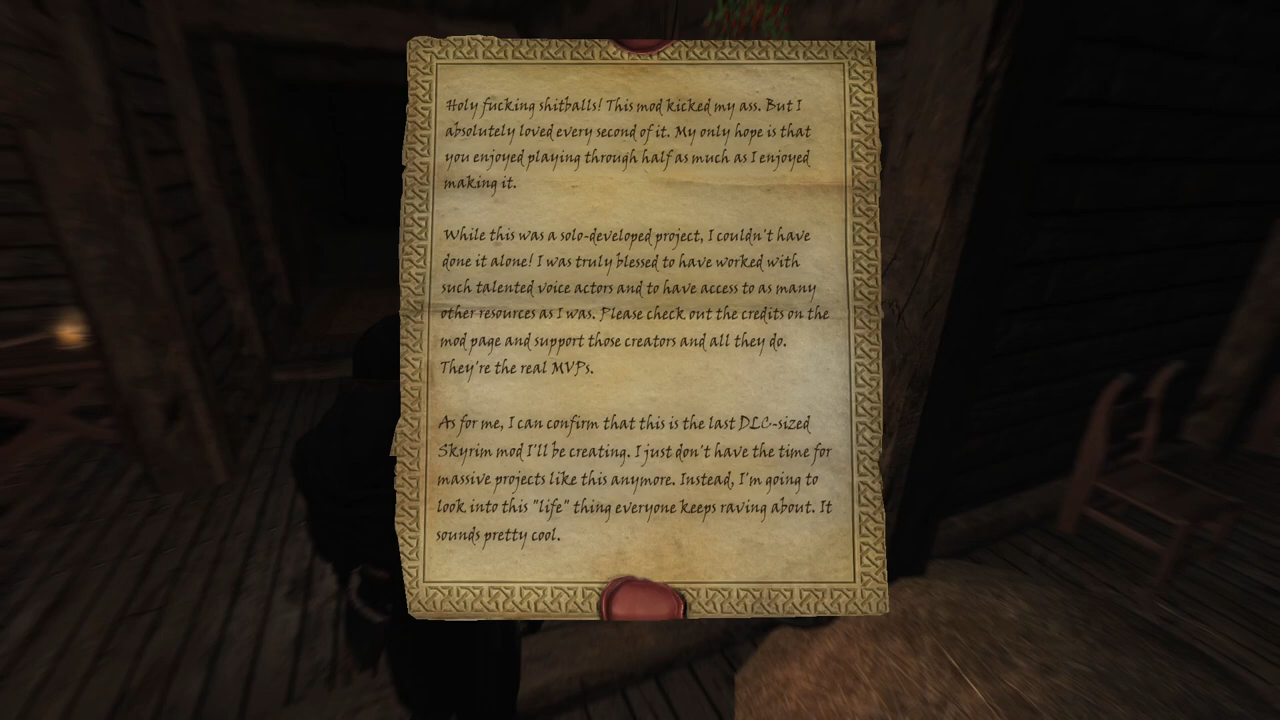 Holy fucking shitballs! This mod kicked my ass. But I
absolutely loved every second of it. My only hope is that
you enjoyed playing through half as much as I enjoyed
making it.
While this was a solo-developed project, I couldn't have
done it alone! I was truly blessed to have worked with
such talented voice actors and to have access to as many
other resources as I was. Please check out the credits on the
mod page and support those creators and all they do.
They're the real MVPs.
As for me, I can confirm that this is the last DLC-sized
Skyrim mod I'll be creating. I just don't have the time for
massive projects like this anymore. Instead, I'm going to
look into this "life" thing everyone keeps raving about. It
sounds pretty cool.